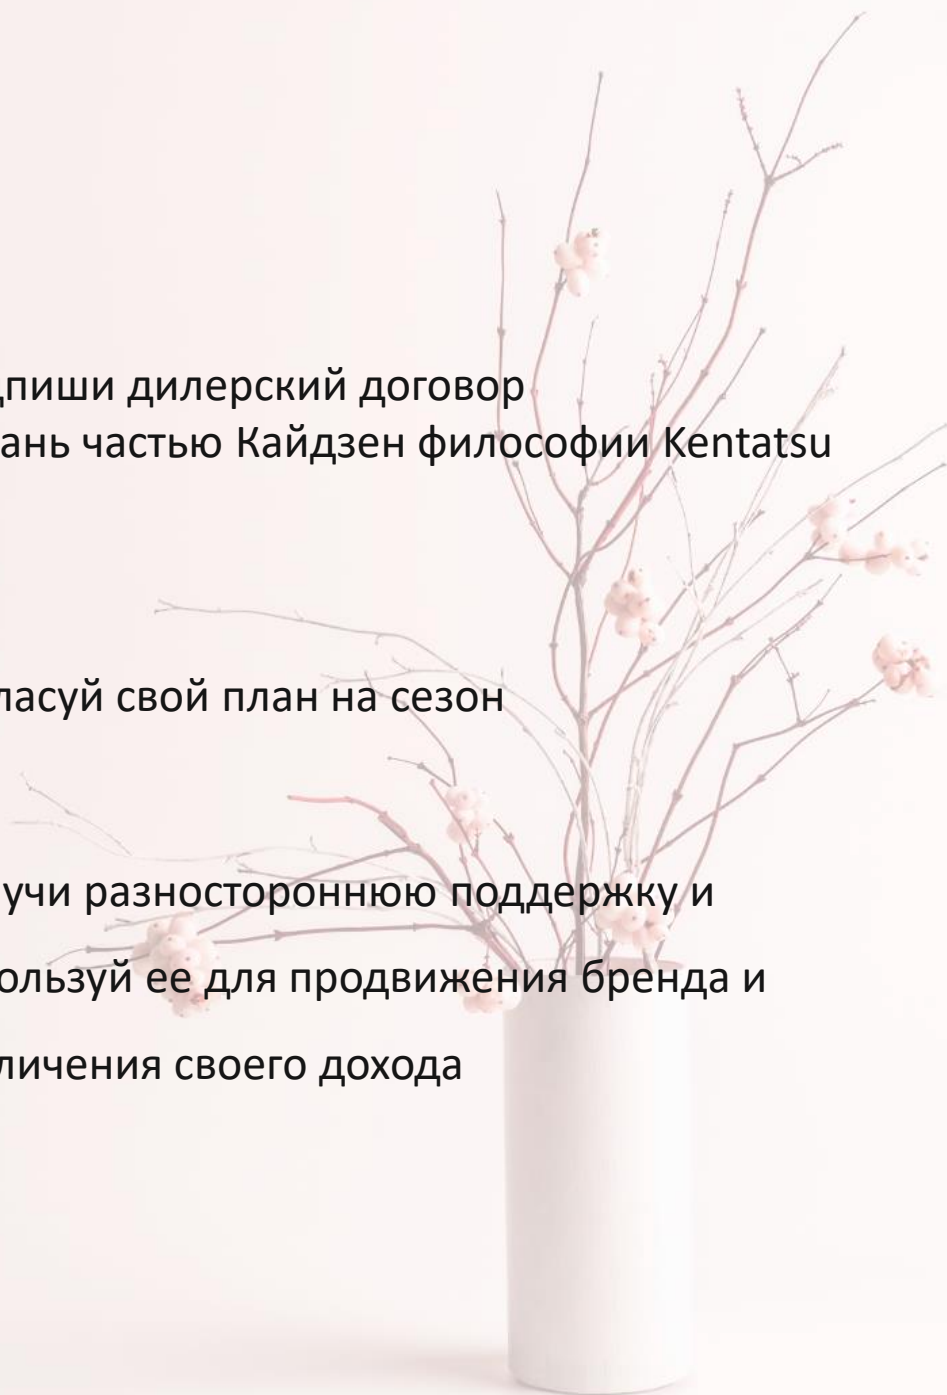 дпиши дилерский договор
ань частью Кайдзен философии Kentatsu
ласуй свой план на сезон
учи разностороннюю поддержку и
ользуй ее для продвижения бренда и
личения своего дохода